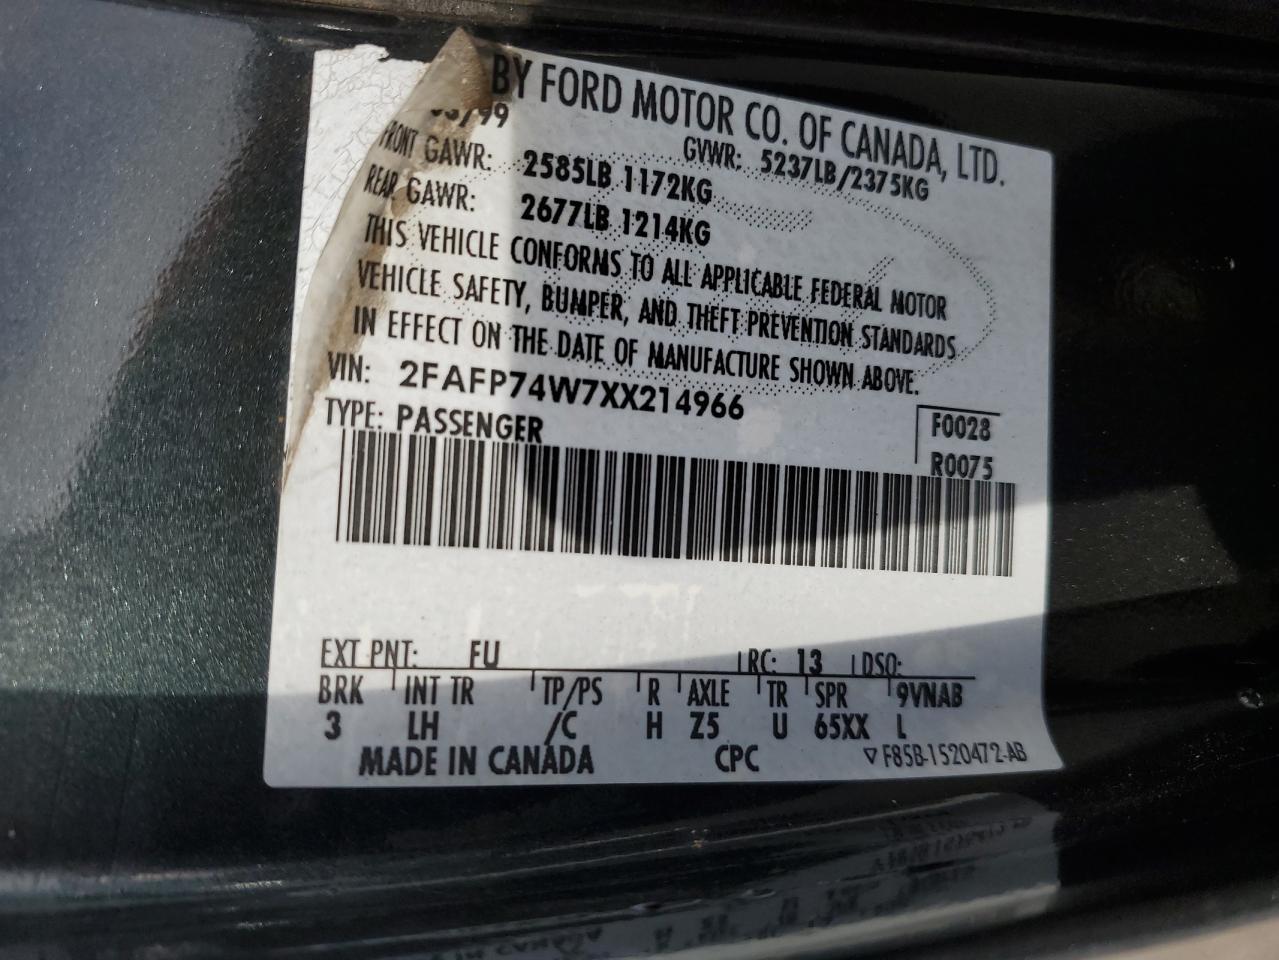 BY FORD MOTOR CO. OF CANADA, LTD.
/99
GVWR: 5237LB/2375KG
FRONT GAWR: 2585LB 1172KG
REAR GAWR: 2677LB 1214KG
THIS VEHICLE CONFORMS TO ALL APPLICABLE FEDERAL MOTOR
VEHICLE SAFETY, BUMPER, AND THEFT PREVENTION STANDARDS
IN EFFECT ON THE DATE OF MANUFACTURE SHOWN ABOVE.
VIN: 2FAFP74W7XX214966
TYPE: PASSENGER
F0028
R0075
EXT PNT: FU RC: 13 DSO:
BRK INT TR TP/PS R AXLE TR SPR 9VNAB
3 LH /C H Z5 U 65XX L
MADE IN CANADA CPC ▽F85B-1520472-AB